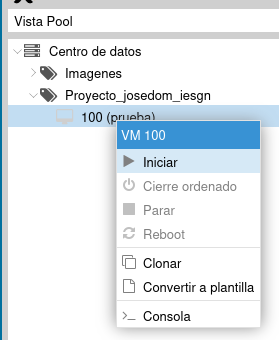 Vista Pool
Centro de datos
Imagenes
Proyecto_josedom_iesgn
100 (prueba)
VM 100
Iniciar
Cierre ordenado
Parar
Reboot
Clonar
Convertir a plantilla
Consola